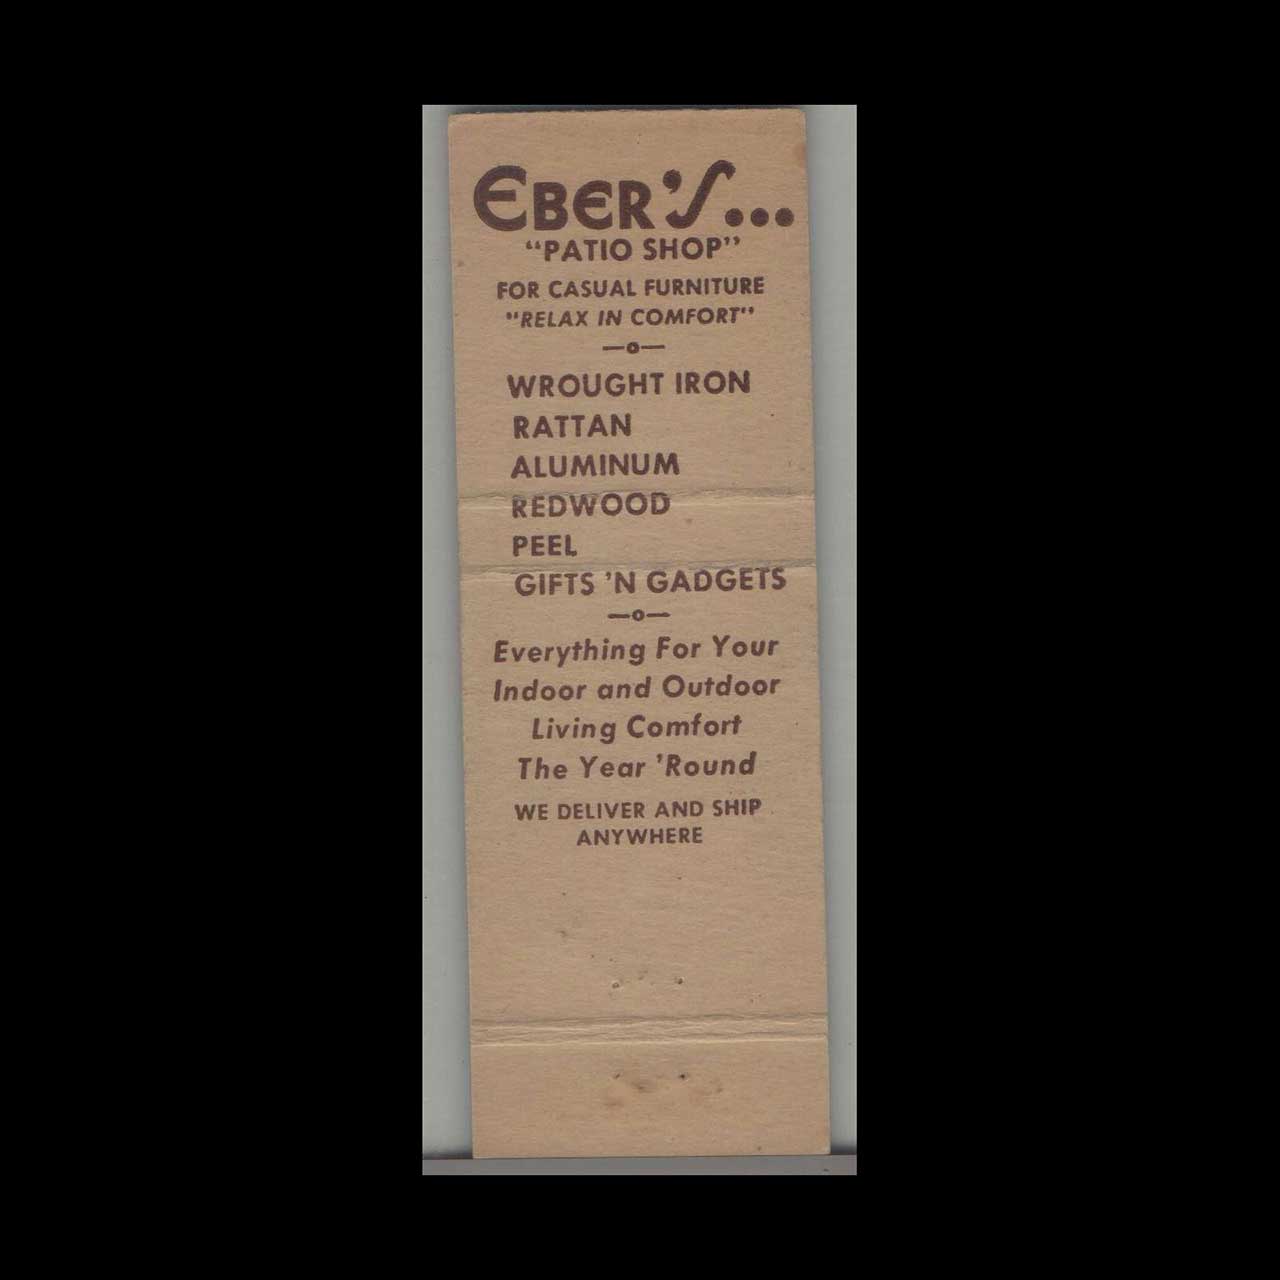 EBER'S...
“PATIO SHOP”
FOR CASUAL FURNITURE
"RELAX IN COMFORT"
—o—
WROUGHT IRON
RATTAN
ALUMINUM
REDWOOD
PEEL
GIFTS 'N GADGETS
—o—
Everything For Your
Indoor and Outdoor
Living Comfort
The Year 'Round
WE DELIVER AND SHIP
ANYWHERE